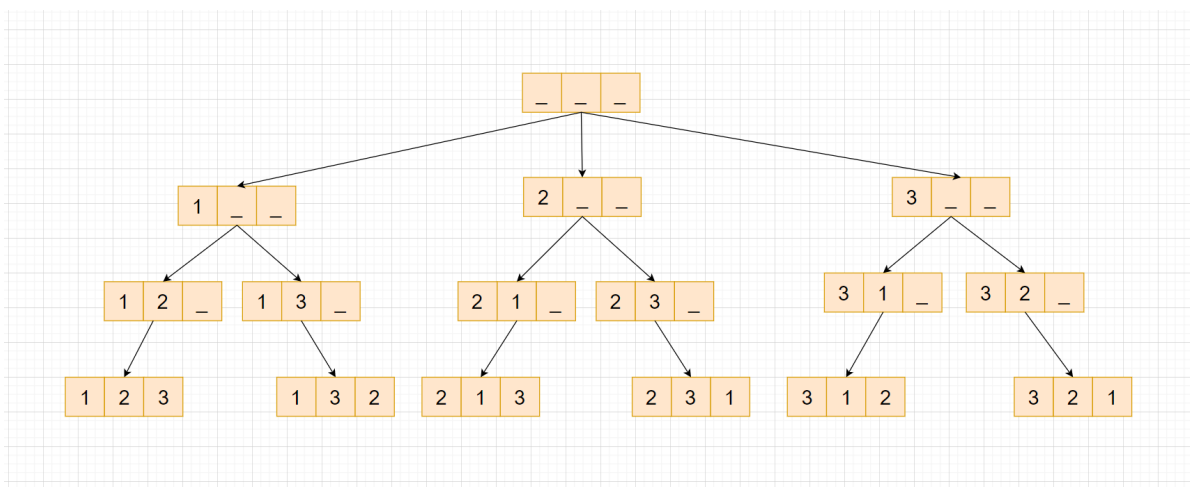 _ _ _
1 _ _
2 _ _
3 _ _
1 2 _
1 3 _
2 1 _
2 3 _
3 1 _
3 2 _
1 2 3
1 3 2
2 1 3
2 3 1
3 1 2
3 2 1